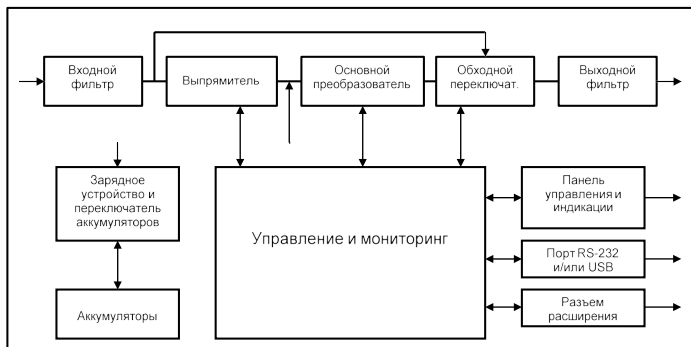 Входной
фильтр
Выпрямитель
Основной
преобразователь
Обходной
переключат.
Выходной
фильтр
Зарядное
устройство и
переключатель
аккумуляторов
Управление и мониторинг
Панель
управления и
индикации
Порт RS-232
и/или USB
Аккумуляторы
Разъем
расширения